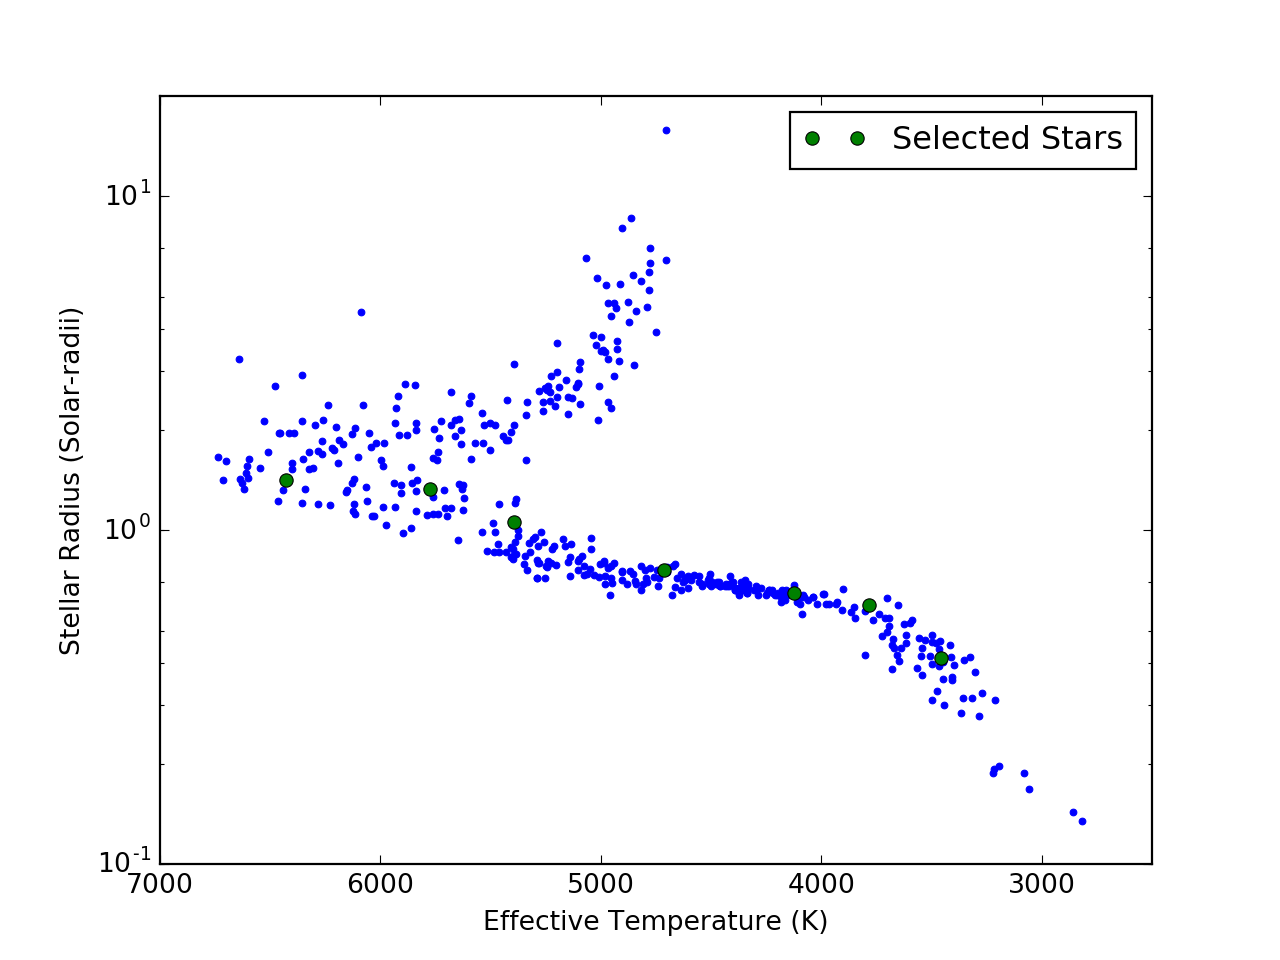 Selected Stars
10^1
10^0
10^-1
Stellar Radius (Solar-radii)
7000 6000 5000 4000 3000
Effective Temperature (K)